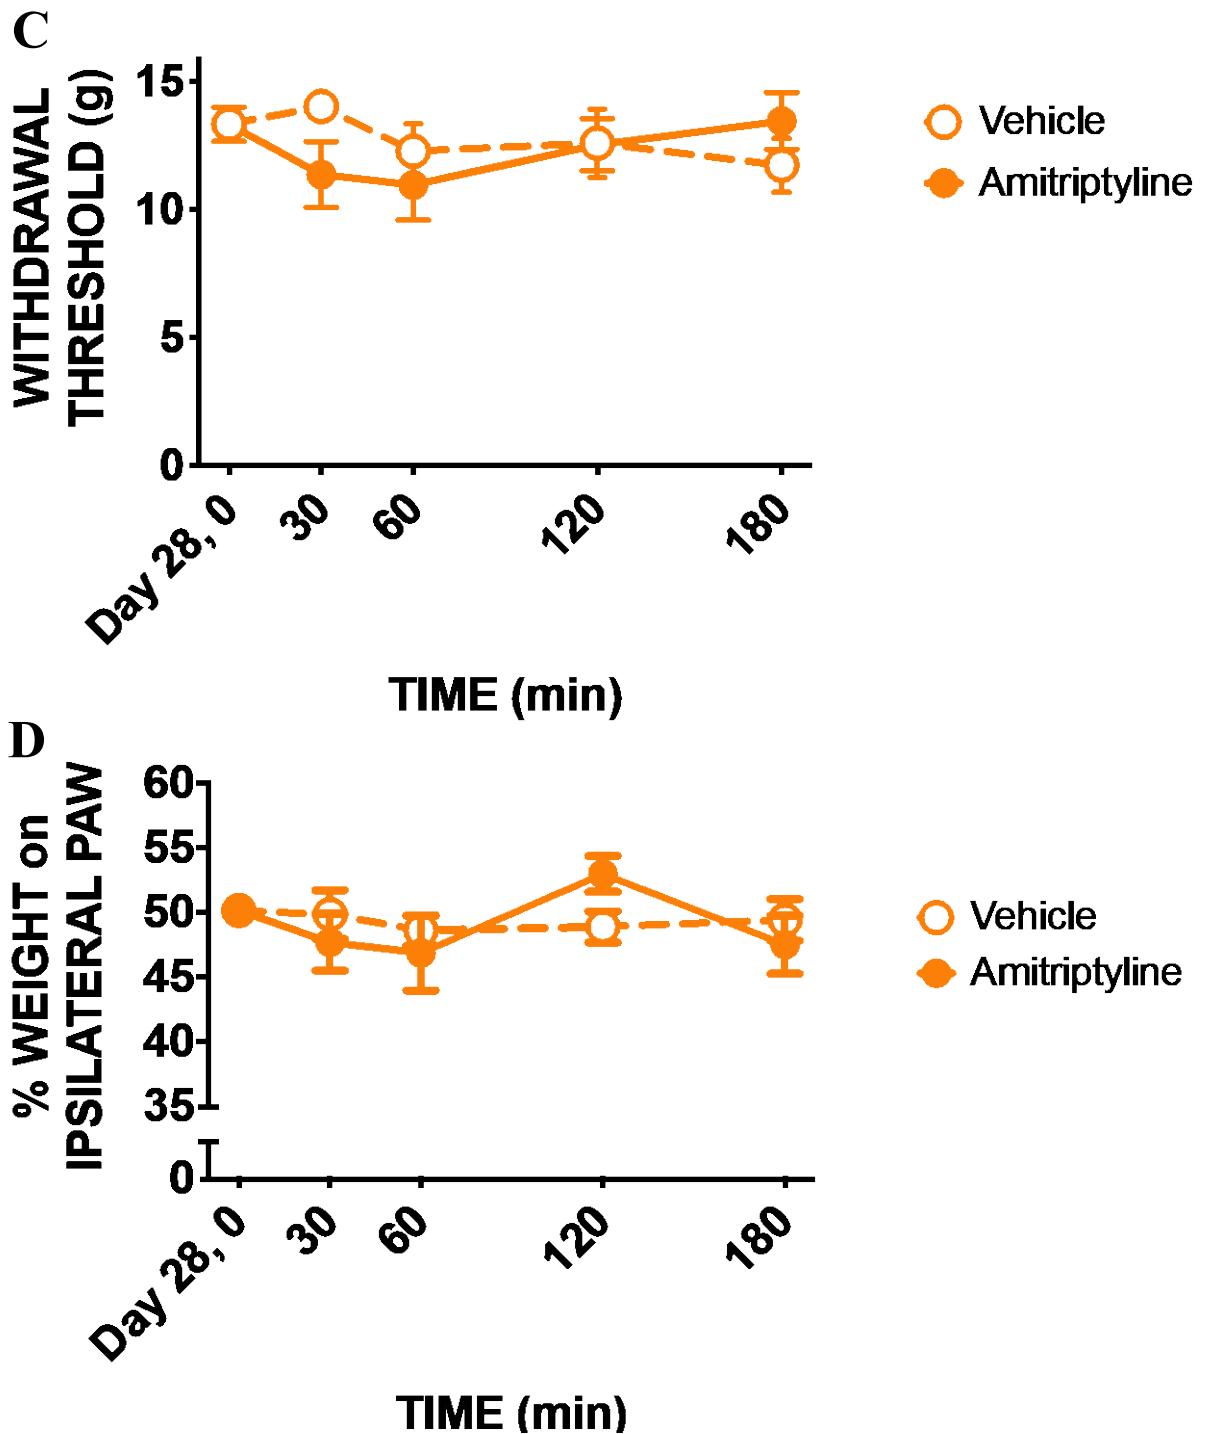 C
WITHDRAWAL
THRESHOLD (g)
15
10
5
0
Day 28, 0
30
60
120
180
TIME (min)
Vehicle
Amitriptyline
D
% WEIGHT on
IPSILATERAL PAW
60
55
50
45
40
35
0
Day 28, 0
30
60
120
180
TIME (min)
Vehicle
Amitriptyline